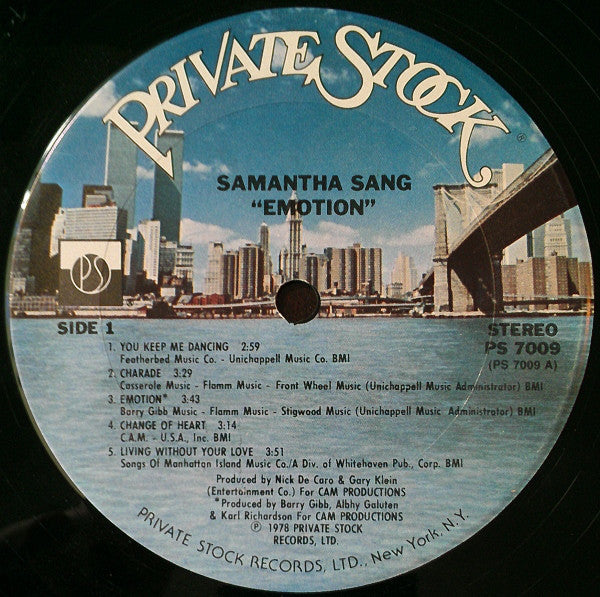 PRIVATE STOCK
®
SAMANTHA SANG
"EMOTION"
PS
SIDE 1
STEREO
PS 7009
(PS 7009 A)
1. YOU KEEP ME DANCING 2:59
Featherbed Music Co. - Unichappell Music Co. BMI
2. CHARADE 3:29
Casserole Music - Flamm Music - Front Wheel Music (Unichappell Music Administrator) BMI
3. EMOTION* 3:43
Barry Gibb Music - Flamm Music - Stigwood Music (Unichappell Music Administrator) BMI
4. CHANGE OF HEART 3:14
C.A.M. - U.S.A., Inc. BMI
5. LIVING WITHOUT YOUR LOVE 3:51
Songs Of Manhattan Island Music Co./A Div. of Whitehaven Pub., Corp. BMI
Produced by Nick De Caro & Gary Klein
(Entertainment Co.) For CAM PRODUCTIONS
*Produced by Barry Gibb, Albhy Galuten
& Karl Richardson For CAM PRODUCTIONS
℗ 1978 PRIVATE STOCK
RECORDS, LTD.
PRIVATE STOCK RECORDS, LTD., New York, N.Y.